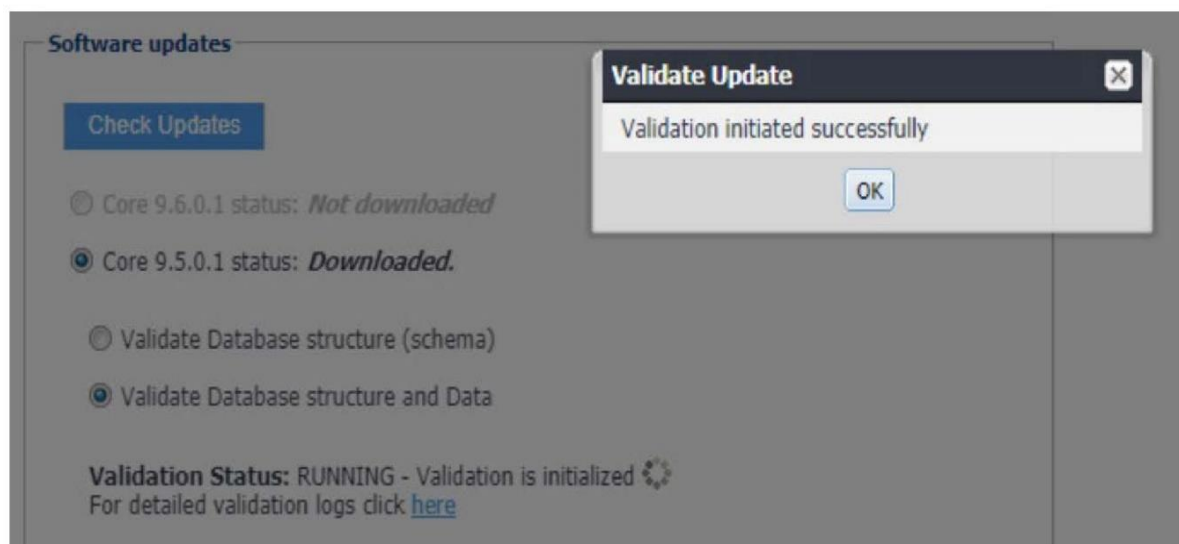 Software updates
Validate Update
Validation initiated successfully
OK
Check Updates
Core 9.6.0.1 status: Not downloaded
Core 9.5.0.1 status: Downloaded.
Validate Database structure (schema)
Validate Database structure and Data
Validation Status: RUNNING - Validation is initialized
For detailed validation logs click here